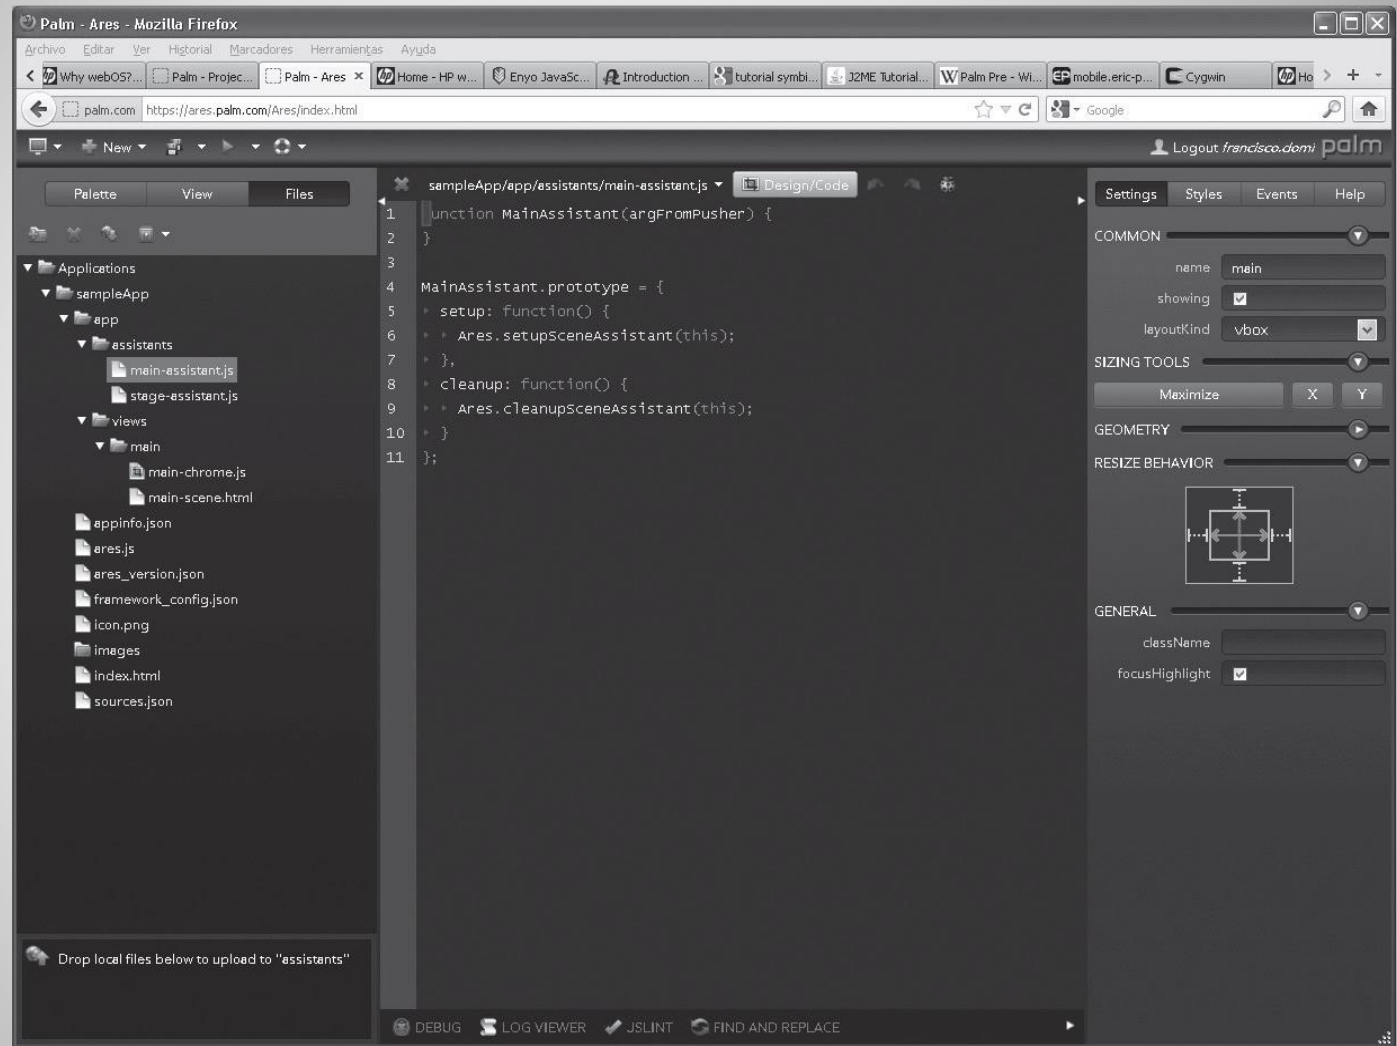 Palm - Ares - Mozilla Firefox
Archivo Editar Ver Historial Marcadores Herramientas Ayuda
Why webOS?... Palm - Projec... Palm - Ares Home - HP w... Enyo JavaSc... Introduction ... tutorial symbi... J2ME Tutorial... Palm Pre - Wi... mobile.eric-p... Cygwin Ho
palm.com https://ares.palm.com/Ares/index.html Google
New Logout francisco.domi palm
Palette View Files
Applications
sampleApp
app
assistants
main-assistant.js
stage-assistant.js
views
main
main-chrome.js
main-scene.html
appinfo.json
ares.js
ares_version.json
framework_config.json
icon.png
images
index.html
sources.json
Drop local files below to upload to "assistants"
sampleApp/app/assistants/main-assistant.js Design/Code
1 unction MainAssistant(argFromPusher) {
2 }
3
4 MainAssistant.prototype = {
5 setup: function() {
6 Ares.setupSceneAssistant(this);
7 },
8 cleanup: function() {
9 Ares.cleanupSceneAssistant(this);
10 }
11 };
DEBUG LOG VIEWER JSLINT FIND AND REPLACE
Settings Styles Events Help
COMMON
name main
showing
layoutKind vbox
SIZING TOOLS
Maximize X Y
GEOMETRY
RESIZE BEHAVIOR
GENERAL
className
focusHighlight